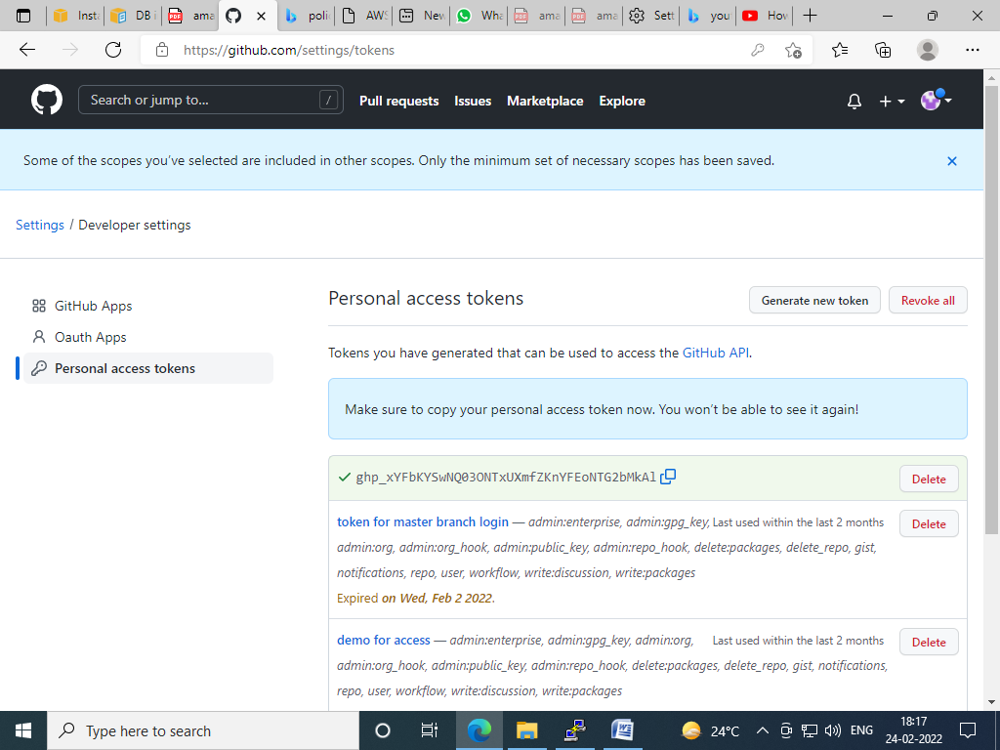 Inst
DB i
ama
poli
AWS
New
Wha
ama
ama
Sett
you
How
https://github.com/settings/tokens
Search or jump to... /
Pull requests Issues Marketplace Explore
Some of the scopes you’ve selected are included in other scopes. Only the minimum set of necessary scopes has been saved.
Settings / Developer settings
GitHub Apps
Oauth Apps
Personal access tokens
Personal access tokens
Generate new token
Revoke all
Tokens you have generated that can be used to access the GitHub API.
Make sure to copy your personal access token now. You won’t be able to see it again!
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
Delete
token for master branch login — admin:enterprise, admin:gpg_key, Last used within the last 2 months
Delete
admin:org, admin:org_hook, admin:public_key, admin:repo_hook, delete:packages, delete_repo, gist,
notifications, repo, user, workflow, write:discussion, write:packages
Expired on Wed, Feb 2 2022.
demo for access — admin:enterprise, admin:gpg_key, admin:org, Last used within the last 2 months
Delete
admin:org_hook, admin:public_key, admin:repo_hook, delete:packages, delete_repo, gist, notifications,
repo, user, workflow, write:discussion, write:packages
Type here to search
24°C
ENG
18:17
24-02-2022